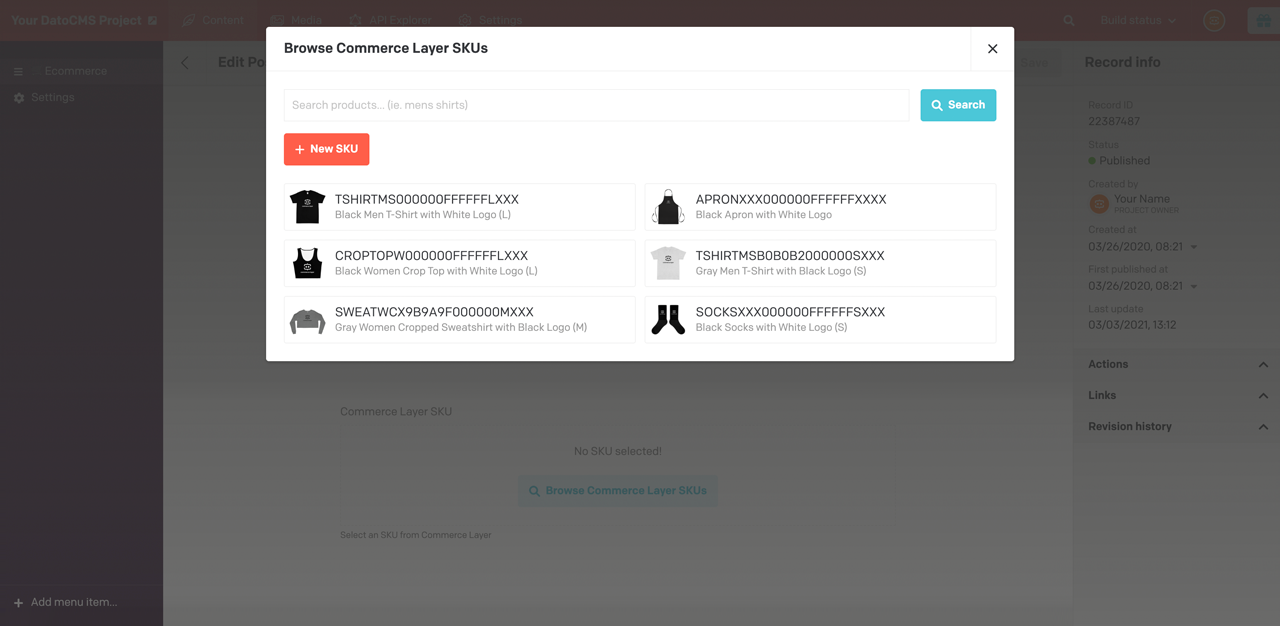 Your DatoCMS Project
Content
Media
API Explorer
Settings
Build status
Ecommerce
Settings
Add menu item...
Edit Po
Save
Browse Commerce Layer SKUs
Search products... (ie. mens shirts)
Search
New SKU
TSHIRTMS000000FFFFFFLXXX
Black Men T-Shirt with White Logo (L)
APRONXXX000000FFFFFFXXXX
Black Apron with White Logo
CROPTOPW000000FFFFFFLXXX
Black Women Crop Top with White Logo (L)
TSHIRTMSB0B0B2000000SXXX
Gray Men T-Shirt with Black Logo (S)
SWEATWCX9B9A9F000000MXXX
Gray Women Cropped Sweatshirt with Black Logo (M)
SOCKSXXX000000FFFFFFSXXX
Black Socks with White Logo (S)
Commerce Layer SKU
No SKU selected!
Browse Commerce Layer SKUs
Select an SKU from Commerce Layer
Record info
Record ID
22387487
Status
Published
Created by
Your Name
PROJECT OWNER
Created at
03/26/2020, 08:21
First published at
03/26/2020, 08:21
Last update
03/03/2021, 13:12
Actions
Links
Revision history